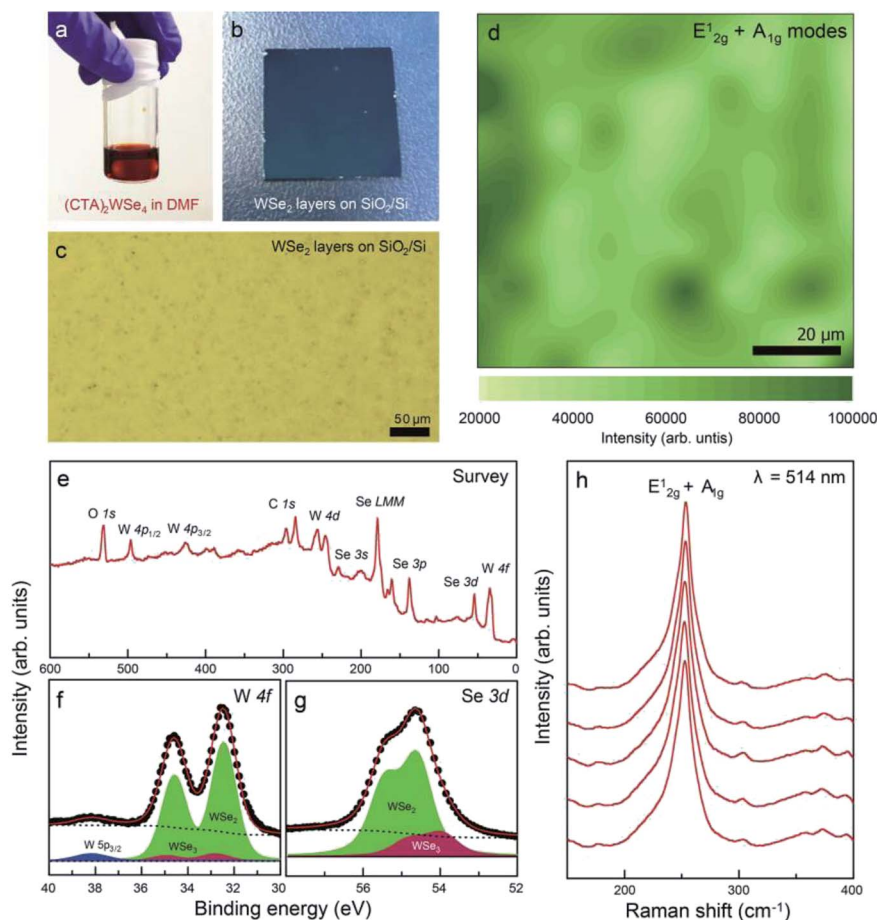 a
(CTA)₂WSe₄ in DMF
b
WSe₂ layers on SiO₂/Si
c
WSe₂ layers on SiO₂/Si
50 μm
d
E¹₂g + A₁g modes
20 μm
20000 40000 60000 80000 100000
Intensity (arb. untis)
e
Survey
O 1s
W 4p₁/₂
W 4p₃/₂
C 1s
W 4d
Se LMM
Se 3s
Se 3p
Se 3d
W 4f
600 500 400 300 200 100 0
Intensity (arb. units)
f
W 4f
WSe₂
WSe₃
W 5p₃/₂
40 38 36 34 32 30
g
Se 3d
WSe₂
WSe₃
56 54 52
Binding energy (eV)
h
E¹₂g + A₁g
λ = 514 nm
Intensity (arb. units)
200 300 400
Raman shift (cm⁻¹)